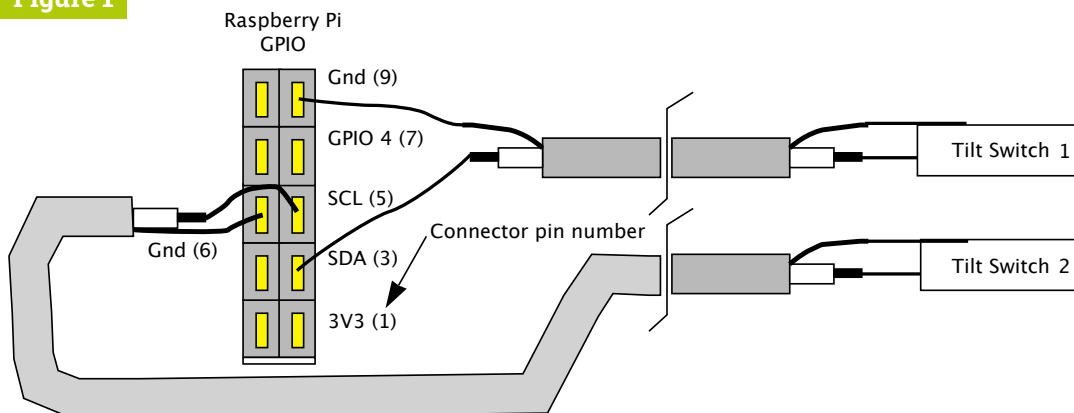 Figure 1
Raspberry Pi
GPIO
Gnd (9)
GPIO 4 (7)
SCL (5)
Gnd (6)
Connector pin number
SDA (3)
3V3 (1)
Tilt Switch 1
Tilt Switch 2